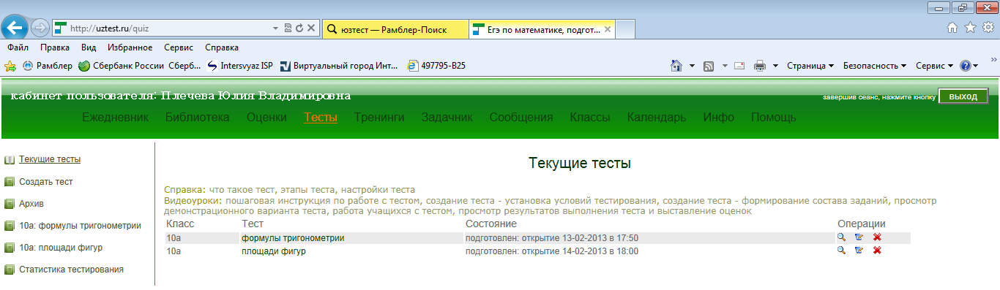 http://uztest.ru/quiz
юзтест — Рамблер-Поиск
Егэ по математике, подгот...
Файл Правка Вид Избранное Сервис Справка
Рамблер Сбербанк России Сберб... Intersvyaz ISP Виртуальный город Инт... 497795-B25 Страница Безопасность Сервис
кабинет пользователя: Плечева Юлия Владимировна
завершив сеанс, нажмите кнопку выход
Ежедневник Библиотека Оценки Тесты Тренинги Задачник Сообщения Классы Календарь Инфо Помощь
Текущие тесты
Создать тест
Архив
10а: формулы тригонометрии
10а: площади фигур
Статистика тестирования
Текущие тесты
Справка: что такое тест, этапы теста, настройки теста
Видеоуроки: пошаговая инструкция по работе с тестом, создание теста - установка условий тестирования, создание теста - формирование состава заданий, просмотр
демонстрационного варианта теста, работа учащихся с тестом, просмотр результатов выполнения теста и выставление оценок
Класс Тест Состояние Операции
10а формулы тригонометрии подготовлен: открытие 13-02-2013 в 17:50
10а площади фигур подготовлен: открытие 14-02-2013 в 18:00